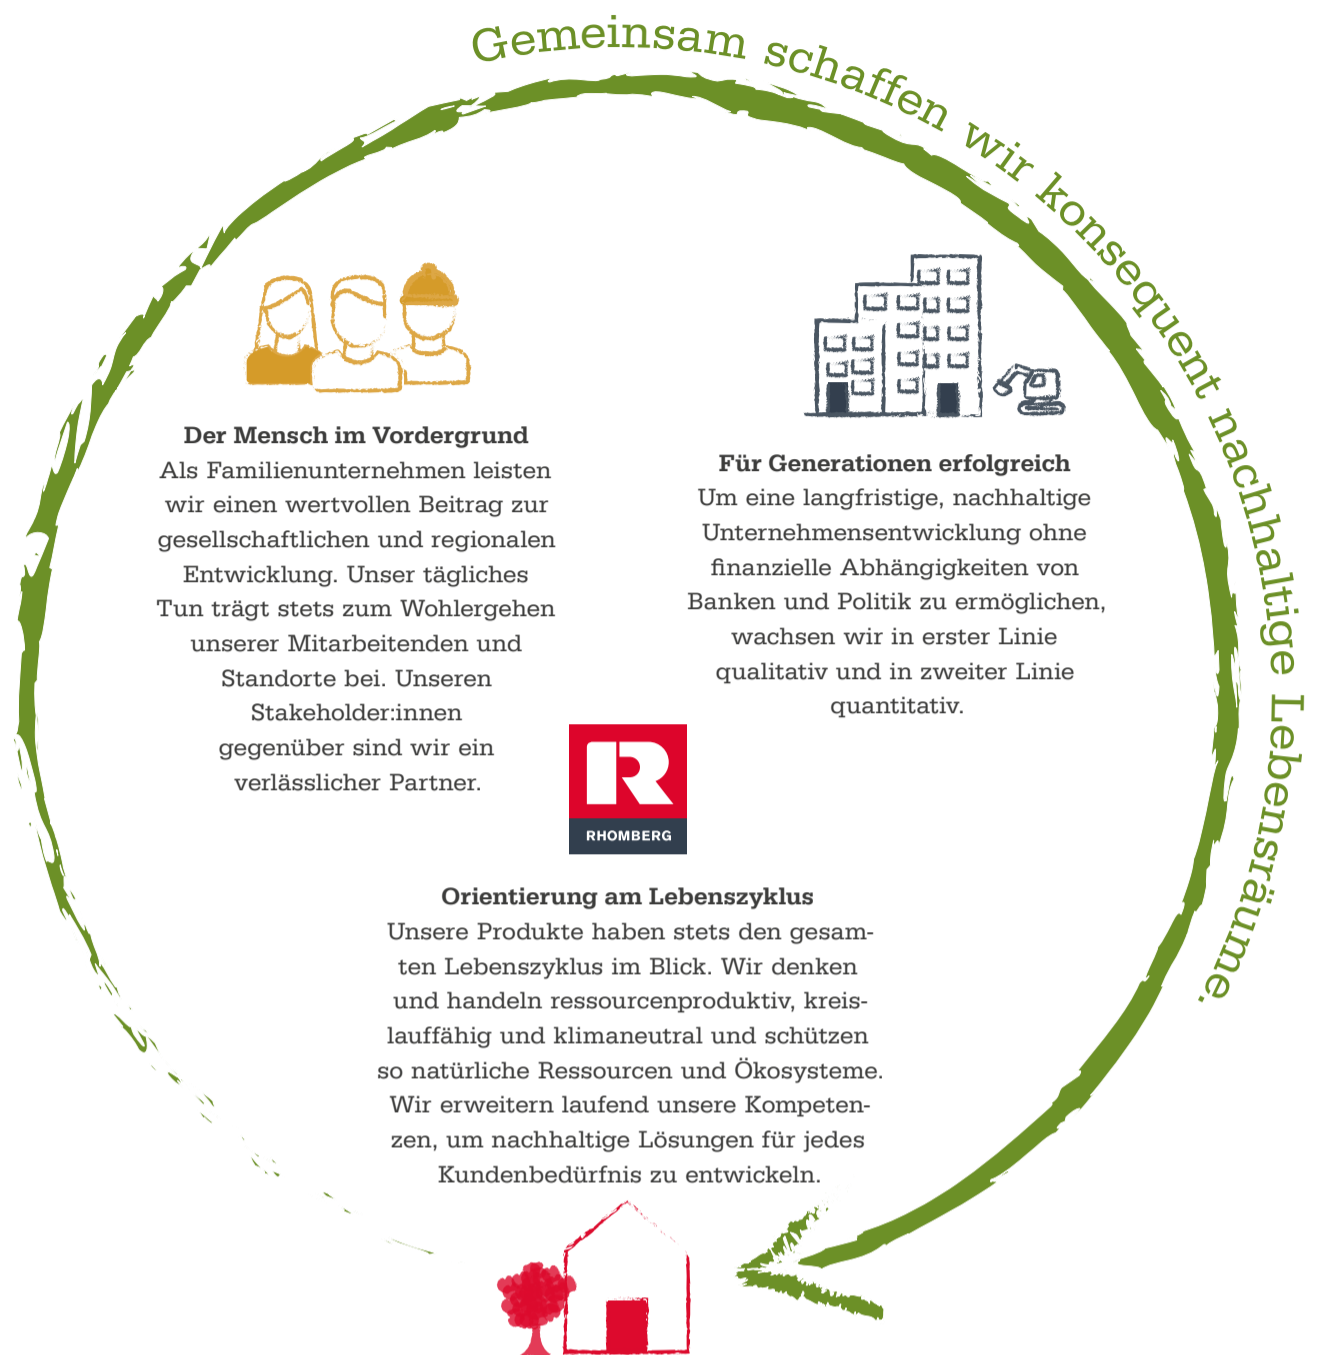 Gemeinsam schaffen wir konsequent nachhaltige Lebensräume.
Der Mensch im Vordergrund
Als Familienunternehmen leisten
wir einen wertvollen Beitrag zur
gesellschaftlichen und regionalen
Entwicklung. Unser tägliches
Tun trägt stets zum Wohlergehen
unserer Mitarbeitenden und
Standorte bei. Unseren
Stakeholder:innen
gegenüber sind wir ein
verlässlicher Partner.
Für Generationen erfolgreich
Um eine langfristige, nachhaltige
Unternehmensentwicklung ohne
finanzielle Abhängigkeiten von
Banken und Politik zu ermöglichen,
wachsen wir in erster Linie
qualitativ und in zweiter Linie
quantitativ.
R
RHOMBERG
Orientierung am Lebenszyklus
Unsere Produkte haben stets den gesam-
ten Lebenszyklus im Blick. Wir denken
und handeln ressourcenproduktiv, kreis-
lauffähig und klimaneutral und schützen
so natürliche Ressourcen und Ökosysteme.
Wir erweitern laufend unsere Kompeten-
zen, um nachhaltige Lösungen für jedes
Kundenbedürfnis zu entwickeln.